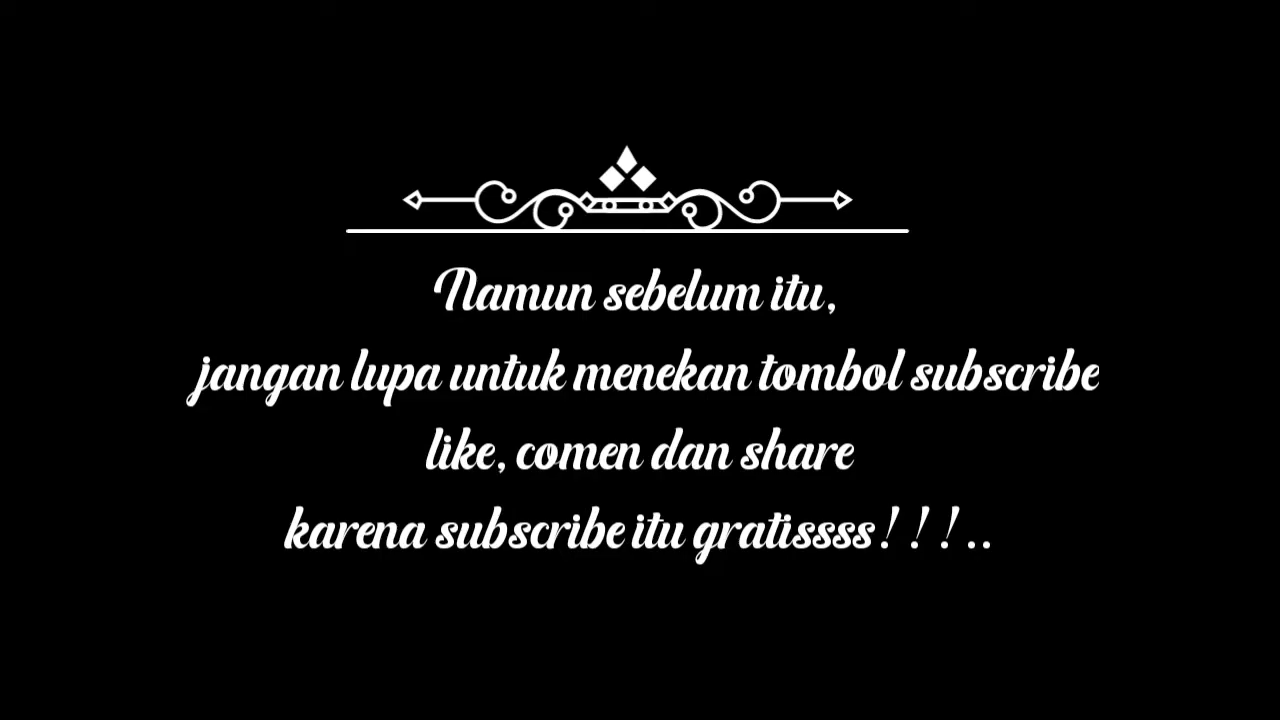 Namun sebelum itu,
jangan lupa untuk menekan tombol subscribe
like, comen dan share
karena subscribe itu gratissss! ! ! . .